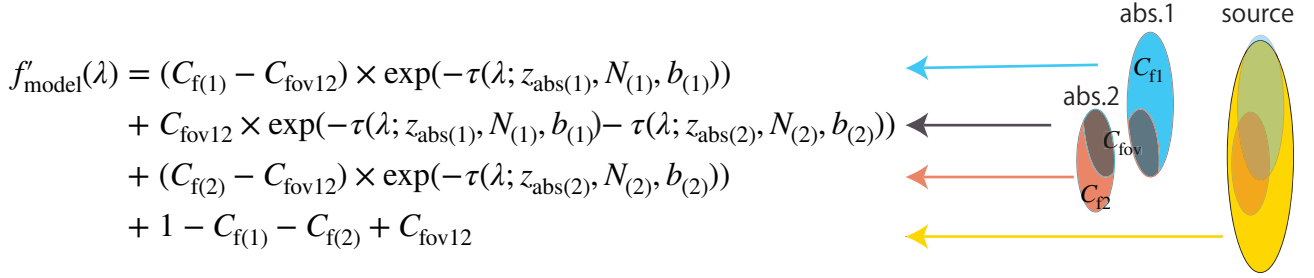 abs.1 source
f′model(λ) = (Cf(1) − Cfov12) × exp(−τ(λ; zabs(1), N(1), b(1)))
Cf1
abs.2
+ Cfov12 × exp(−τ(λ; zabs(1), N(1), b(1))− τ(λ; zabs(2), N(2), b(2)))
Cfov
+ (Cf(2) − Cfov12) × exp(−τ(λ; zabs(2), N(2), b(2)))
Cf2
+ 1 − Cf(1) − Cf(2) + Cfov12